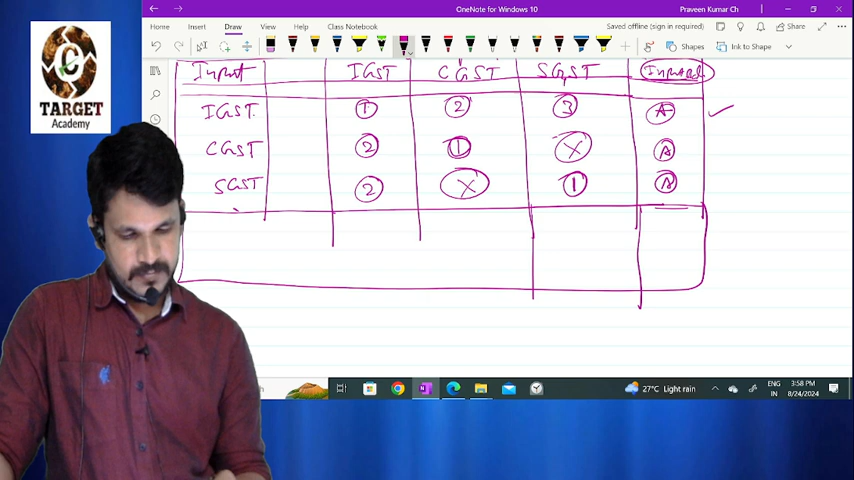 OneNote for Windows 10
Praveen Kumar Ch
Home Insert Draw View Help Class Notebook
Saved offline (sign in required)
Share
Shapes
Ink to Shape
TARGET
Academy
Input IGST CGST SGST
IGST 1 2 3 A
CGST 2 1 X A
SGST 2 X 1 A
27°C Light rain
ENG
IN
3:58 PM
8/24/2024